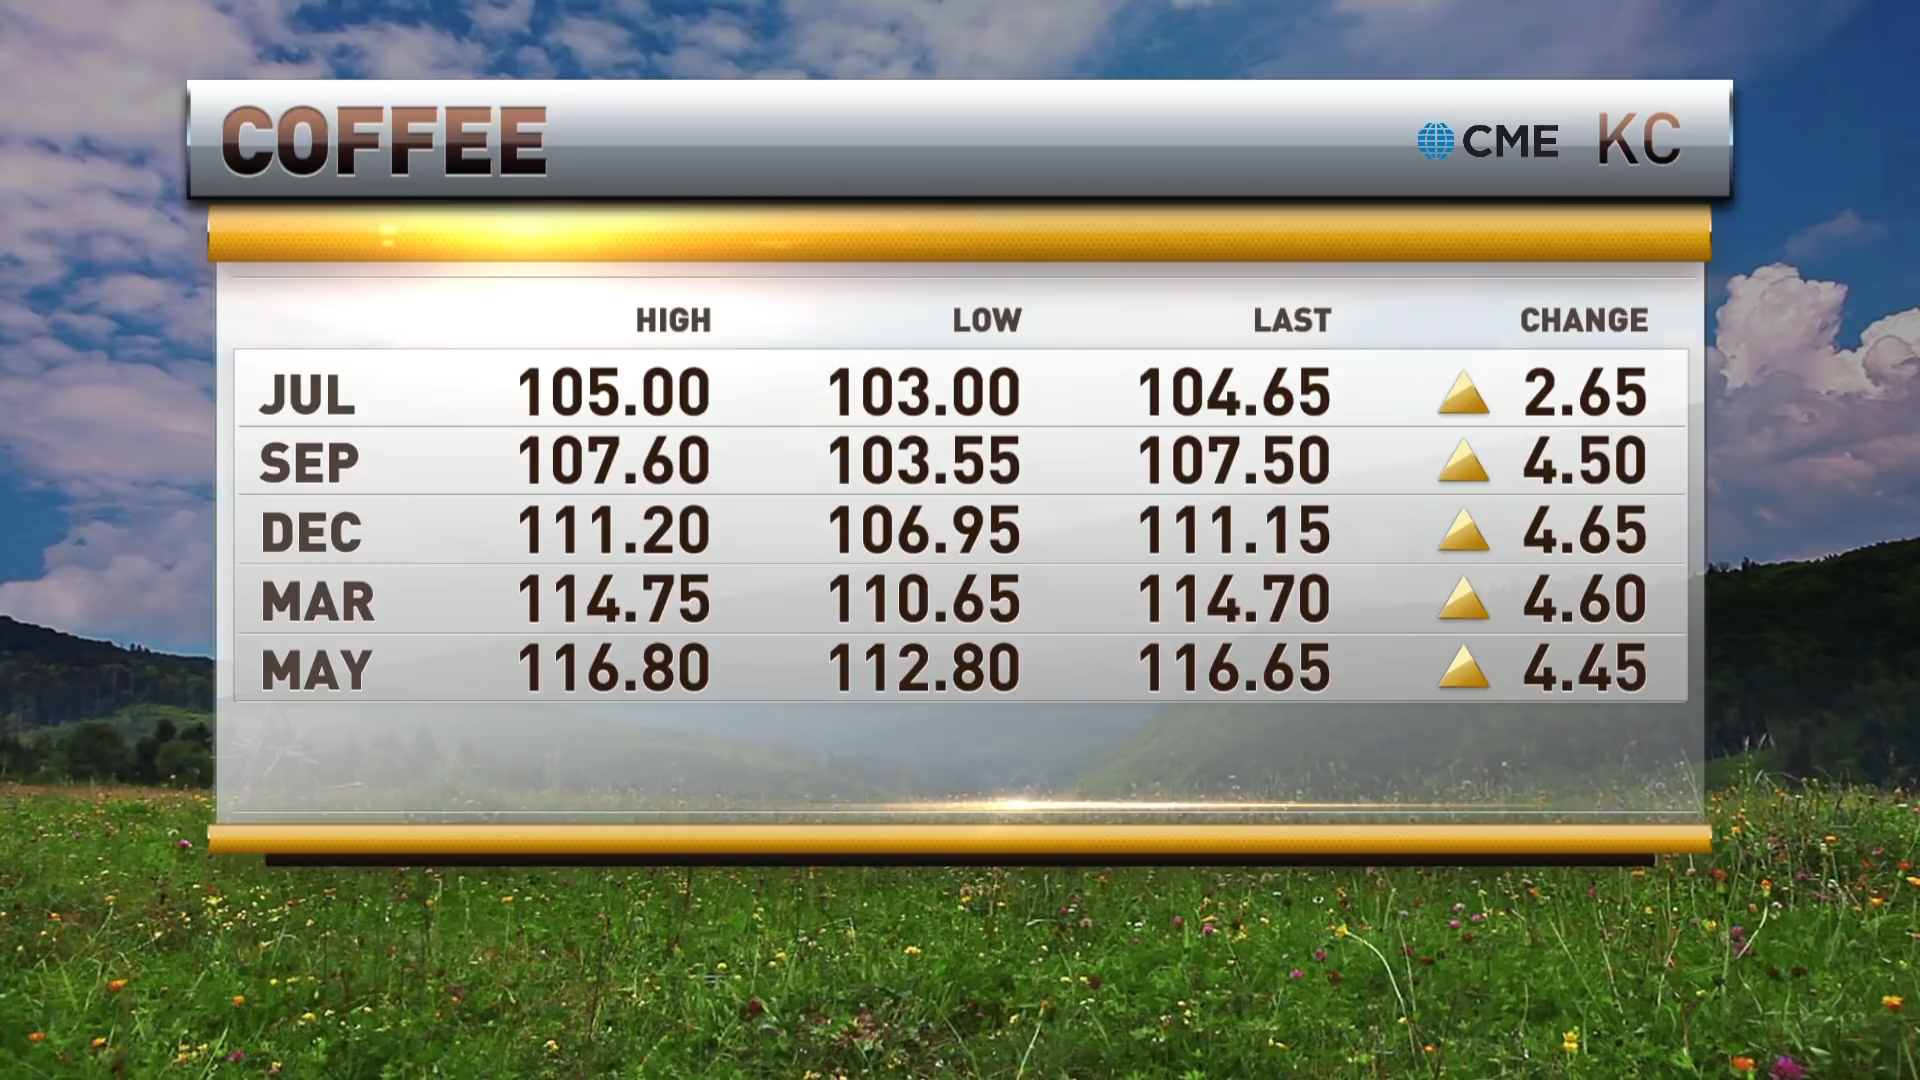 COFFEE CME KC
HIGH LOW LAST CHANGE
JUL 105.00 103.00 104.65 2.65
SEP 107.60 103.55 107.50 4.50
DEC 111.20 106.95 111.15 4.65
MAR 114.75 110.65 114.70 4.60
MAY 116.80 112.80 116.65 4.45